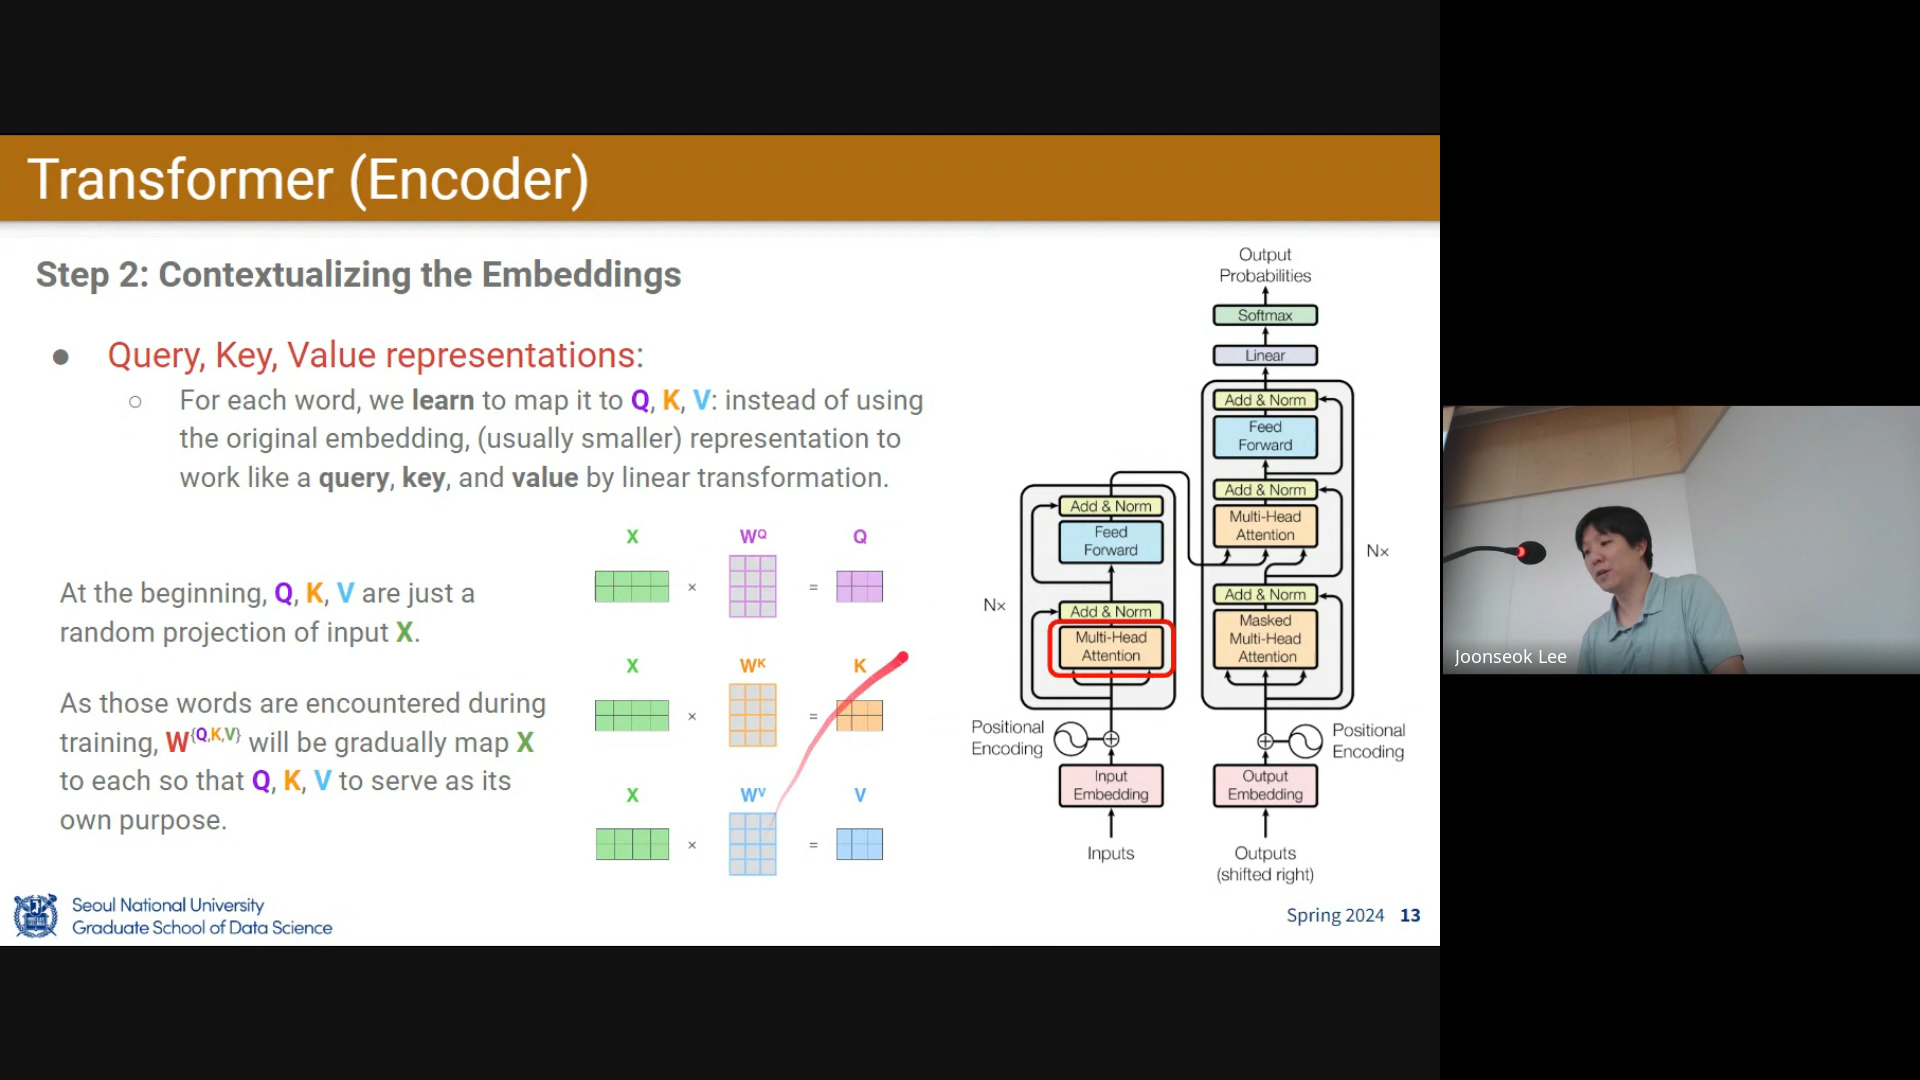 Transformer (Encoder)
Step 2: Contextualizing the Embeddings
● Query, Key, Value representations:
○ For each word, we learn to map it to Q, K, V: instead of using
the original embedding, (usually smaller) representation to
work like a query, key, and value by linear transformation.
At the beginning, Q, K, V are just a
random projection of input X.
As those words are encountered during
training, W{Q,K,V} will be gradually map X
to each so that Q, K, V to serve as its
own purpose.
X WQ Q
× =
X WK K
× =
X WV V
× =
Output
Probabilities
Softmax
Linear
Add & Norm
Feed
Forward
Add & Norm
Multi-Head
Attention
Nx
Add & Norm
Masked
Multi-Head
Attention
Positional
Encoding
Output
Embedding
Outputs
(shifted right)
Add & Norm
Feed
Forward
Nx
Add & Norm
Multi-Head
Attention
Positional
Encoding
Input
Embedding
Inputs
Seoul National University
Graduate School of Data Science
Spring 2024 13
Joonseok Lee